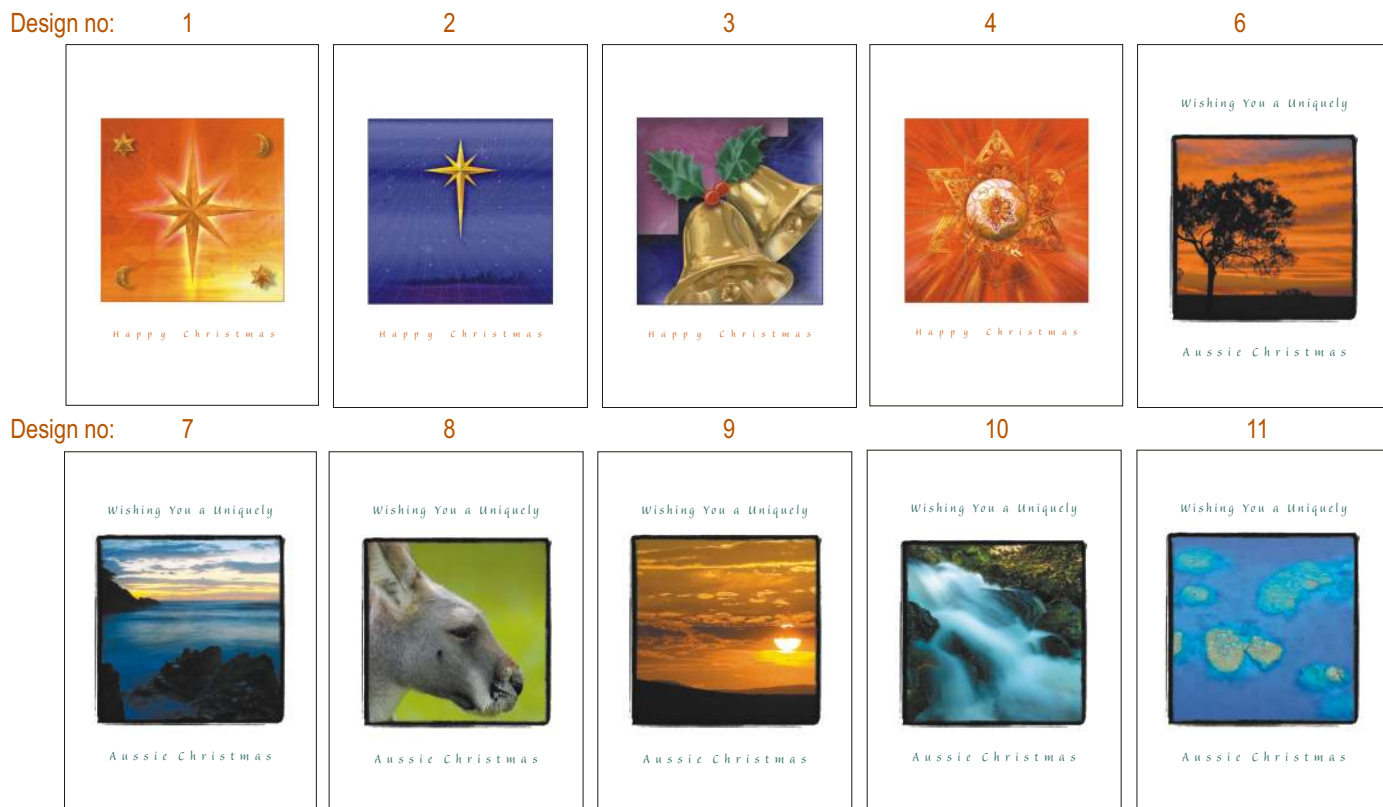 Design no: 1 2 3 4 6
Wishing You a Uniquely
Happy Christmas Happy Christmas Happy Christmas Happy Christmas
Aussie Christmas
Design no: 7 8 9 10 11
Wishing You a Uniquely Wishing You a Uniquely Wishing You a Uniquely Wishing You a Uniquely Wishing You a Uniquely
Aussie Christmas Aussie Christmas Aussie Christmas Aussie Christmas Aussie Christmas